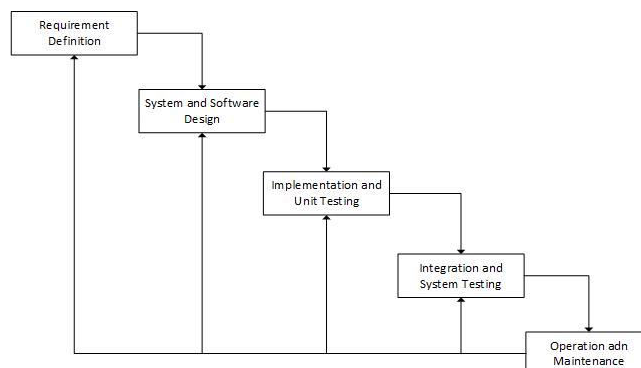 Requirement
Definition
System and Software
Design
Implementation and
Unit Testing
Integration and
System Testing
Operation adn
Maintenance